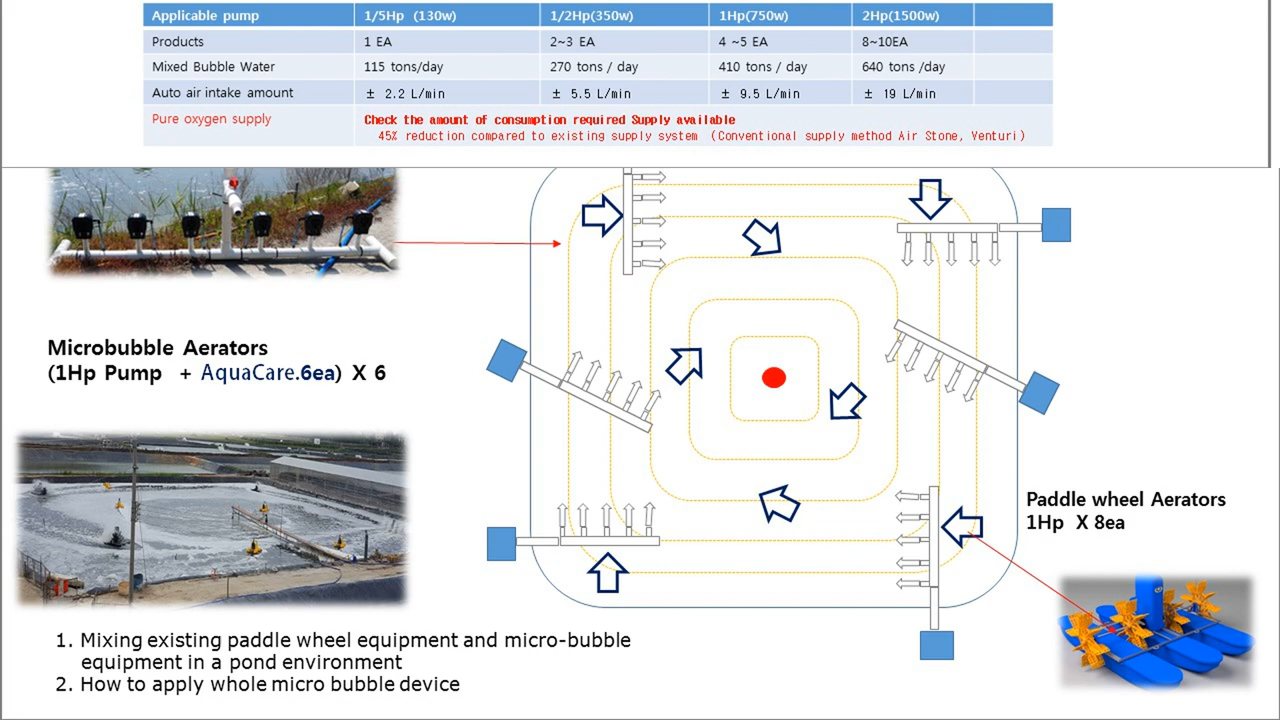 Applicable pump 1/5Hp (130w) 1/2Hp(350w) 1Hp(750w) 2Hp(1500w)
Products 1 EA 2~3 EA 4 ~5 EA 8~10EA
Mixed Bubble Water 115 tons/day 270 tons / day 410 tons / day 640 tons /day
Auto air intake amount ± 2.2 L/min ± 5.5 L/min ± 9.5 L/min ± 19 L/min
Pure oxygen supply Check the amount of consumption required Supply available
45% reduction compared to existing supply system (Conventional supply method Air Stone, Venturi)
Microbubble Aerators
(1Hp Pump + AquaCare.6ea) X 6
Paddle wheel Aerators
1Hp X 8ea
1. Mixing existing paddle wheel equipment and micro-bubble
equipment in a pond environment
2. How to apply whole micro bubble device